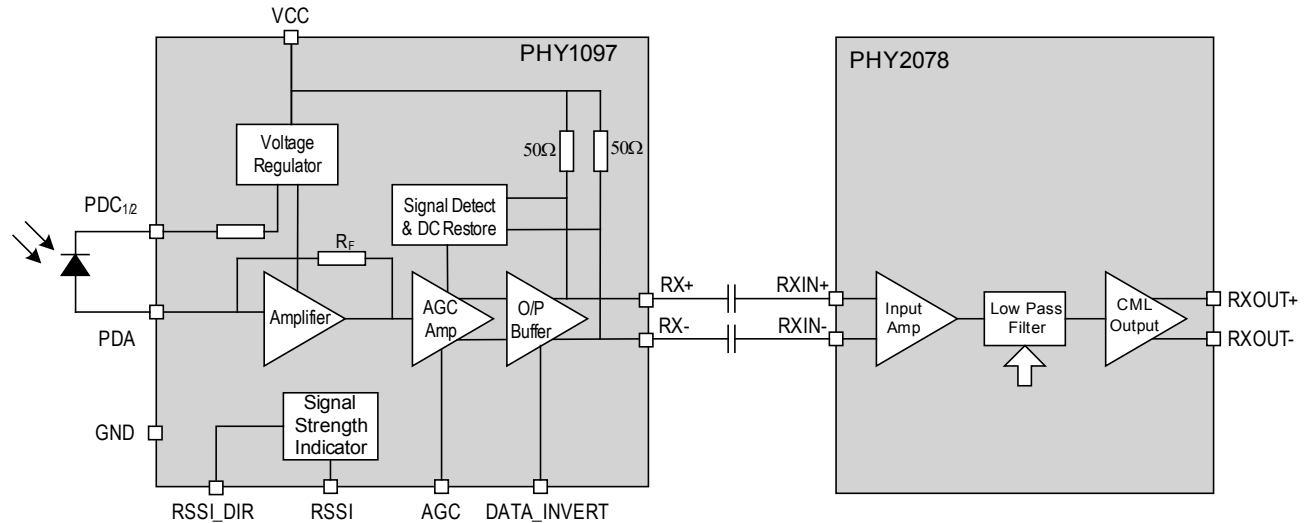 VCC
PHY1097
PHY2078
Voltage
Regulator
50Ω
50Ω
PDC1/2
Signal Detect
& DC Restore
RF
RX+
RXIN+
Amplifier
AGC
Amp
O/P
Buffer
Input
Amp
Low Pass
Filter
CML
Output
RXOUT+
PDA
RX-
RXIN-
RXOUT-
Signal
Strength
Indicator
GND
RSSI_DIR
RSSI
AGC
DATA_INVERT